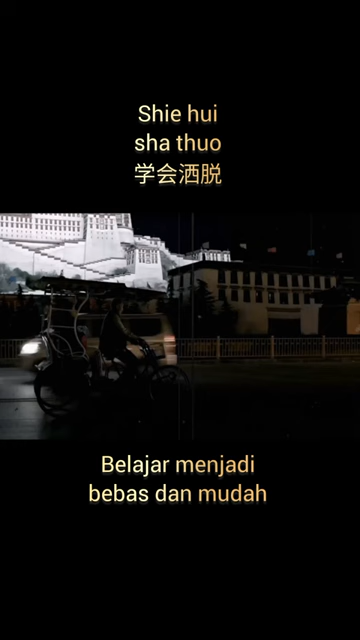 Shie hui
sha thuo
学会洒脱
Belajar menjadi
bebas dan mudah